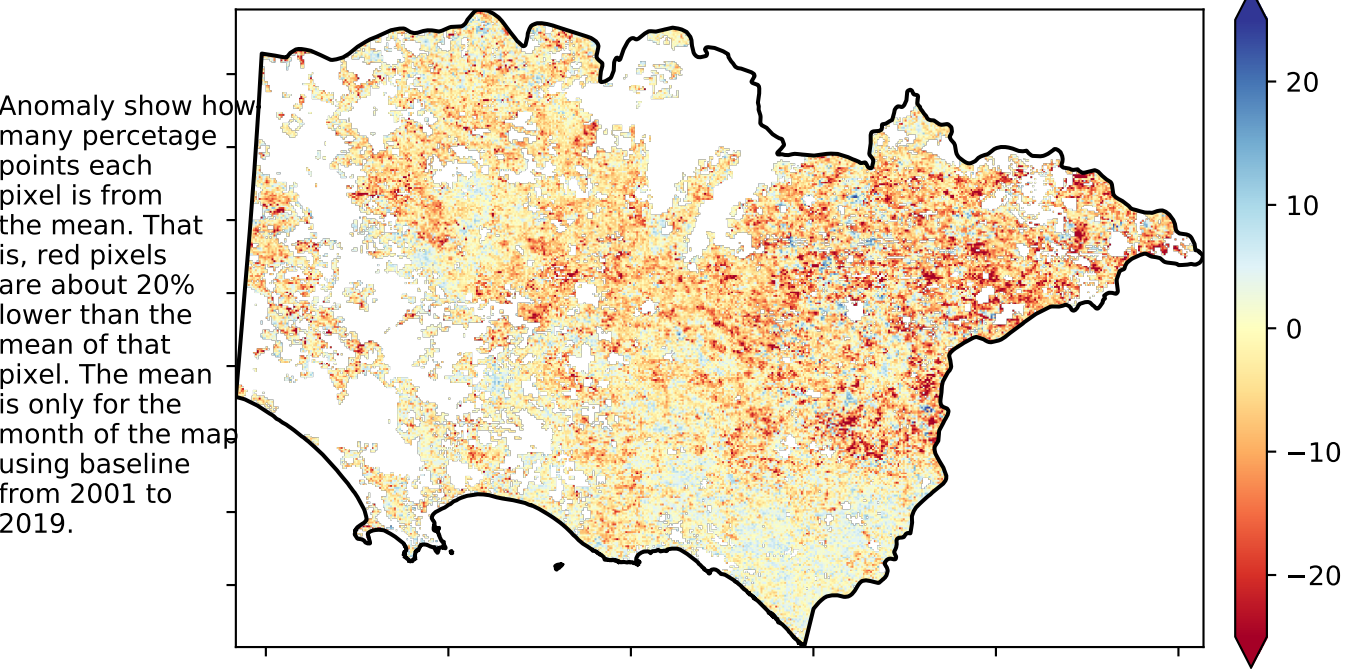 Anomaly show how
many percetage
points each
pixel is from
the mean. That
is, red pixels
are about 20%
lower than the
mean of that
pixel. The mean
is only for the
month of the map
using baseline
from 2001 to
2019.
20
10
0
−10
−20